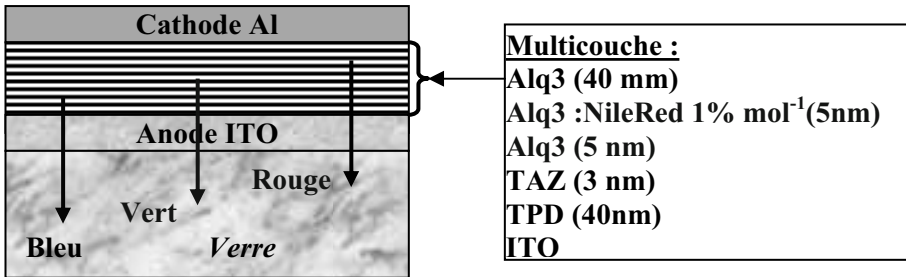 Cathode Al
Anode ITO
Rouge
Vert
Bleu
Verre
Multicouche :
Alq3 (40 mm)
Alq3 :NileRed 1% mol⁻¹(5nm)
Alq3 (5 nm)
TAZ (3 nm)
TPD (40nm)
ITO